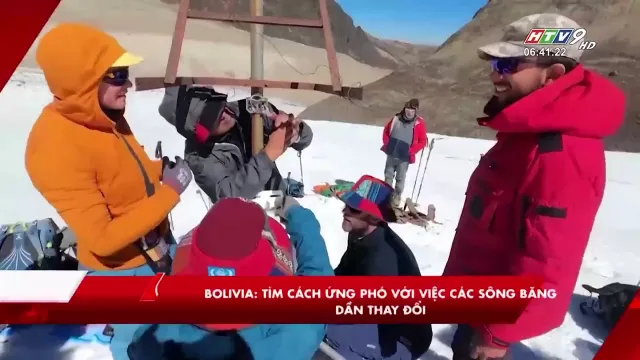 HTV9 HD
06:41:22
BOLIVIA: TÌM CÁCH ỨNG PHÓ VỚI VIỆC CÁC SÔNG BĂNG
DẦN THAY ĐỔI